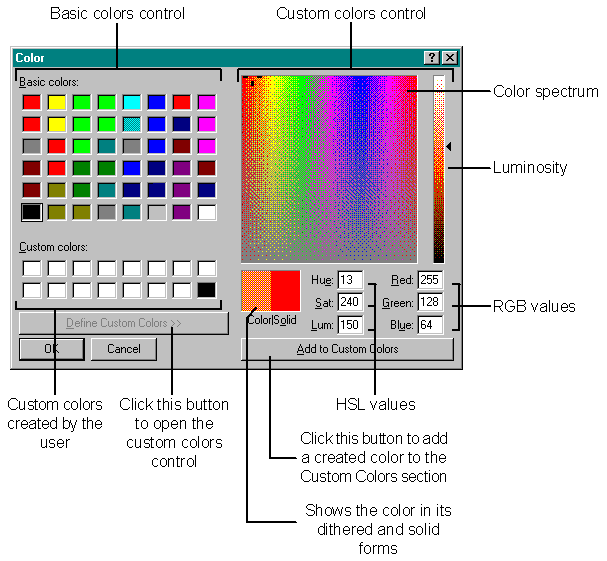 Basic colors control
Custom colors control
Color
Basic colors:
Color spectrum
Luminosity
Custom colors:
Hue: 13
Red: 255
Sat: 240
Green: 128
RGB values
Color|Solid
Lum: 150
Blue: 64
Define Custom Colors >>
OK
Cancel
Add to Custom Colors
Custom colors
created by the
user
Click this button
to open the
custom colors
control
HSL values
Click this button to add
a created color to the
Custom Colors section
Shows the color in its
dithered and solid
forms